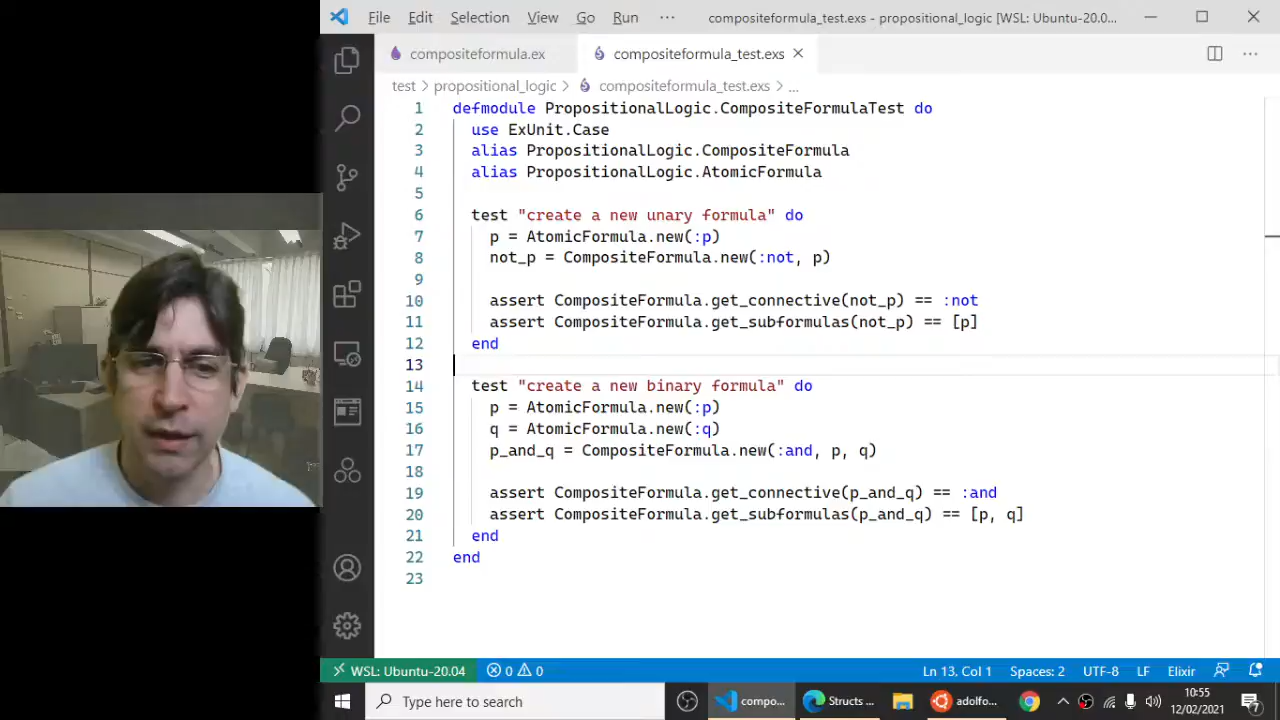 File Edit Selection View Go Run ··· compositeformula_test.exs - propositional_logic [WSL: Ubuntu-20.0...
compositeformula.ex compositeformula_test.exs
test > propositional_logic > compositeformula_test.exs > ...
1 defmodule PropositionalLogic.CompositeFormulaTest do
2 use ExUnit.Case
3 alias PropositionalLogic.CompositeFormula
4 alias PropositionalLogic.AtomicFormula
5
6 test "create a new unary formula" do
7 p = AtomicFormula.new(:p)
8 not_p = CompositeFormula.new(:not, p)
9
10 assert CompositeFormula.get_connective(not_p) == :not
11 assert CompositeFormula.get_subformulas(not_p) == [p]
12 end
13
14 test "create a new binary formula" do
15 p = AtomicFormula.new(:p)
16 q = AtomicFormula.new(:q)
17 p_and_q = CompositeFormula.new(:and, p, q)
18
19 assert CompositeFormula.get_connective(p_and_q) == :and
20 assert CompositeFormula.get_subformulas(p_and_q) == [p, q]
21 end
22 end
23
WSL: Ubuntu-20.04 0 0 Ln 13, Col 1 Spaces: 2 UTF-8 LF Elixir
Type here to search compo... Structs ... adolfo... 10:55
12/02/2021 7